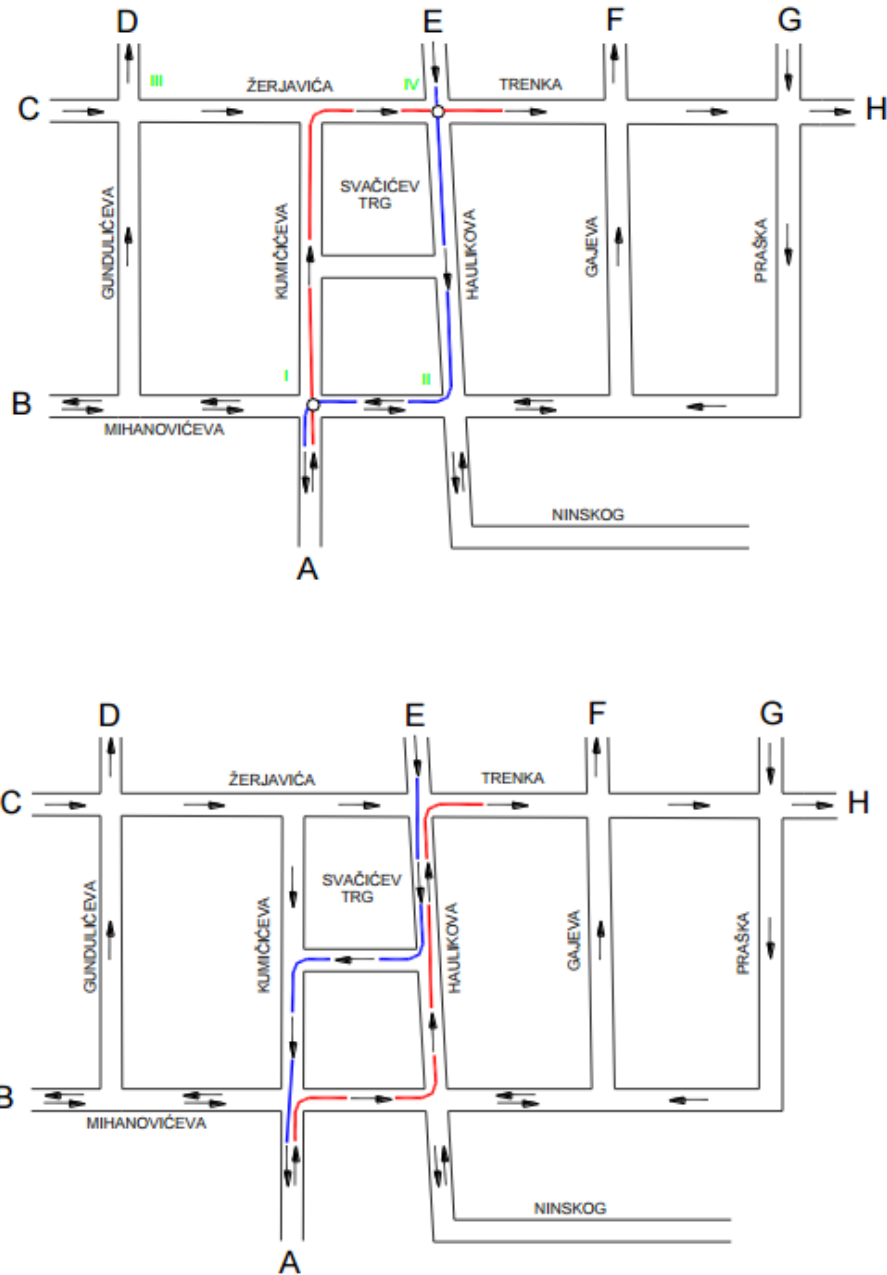 D
E
F
G
III
ŽERJAVIĆA
IV
TRENKA
C
H
GUNDULIĆEVA
KUMIČIĆEVA
SVAČIĆEV
TRG
HAULIKOVA
GAJEVA
PRAŠKA
I
II
B
MIHANOVIĆEVA
NINSKOG
A
D
E
F
G
ŽERJAVIĆA
TRENKA
C
H
GUNDULIĆEVA
KUMIČIĆEVA
SVAČIĆEV
TRG
HAULIKOVA
GAJEVA
PRAŠKA
B
MIHANOVIĆEVA
NINSKOG
A